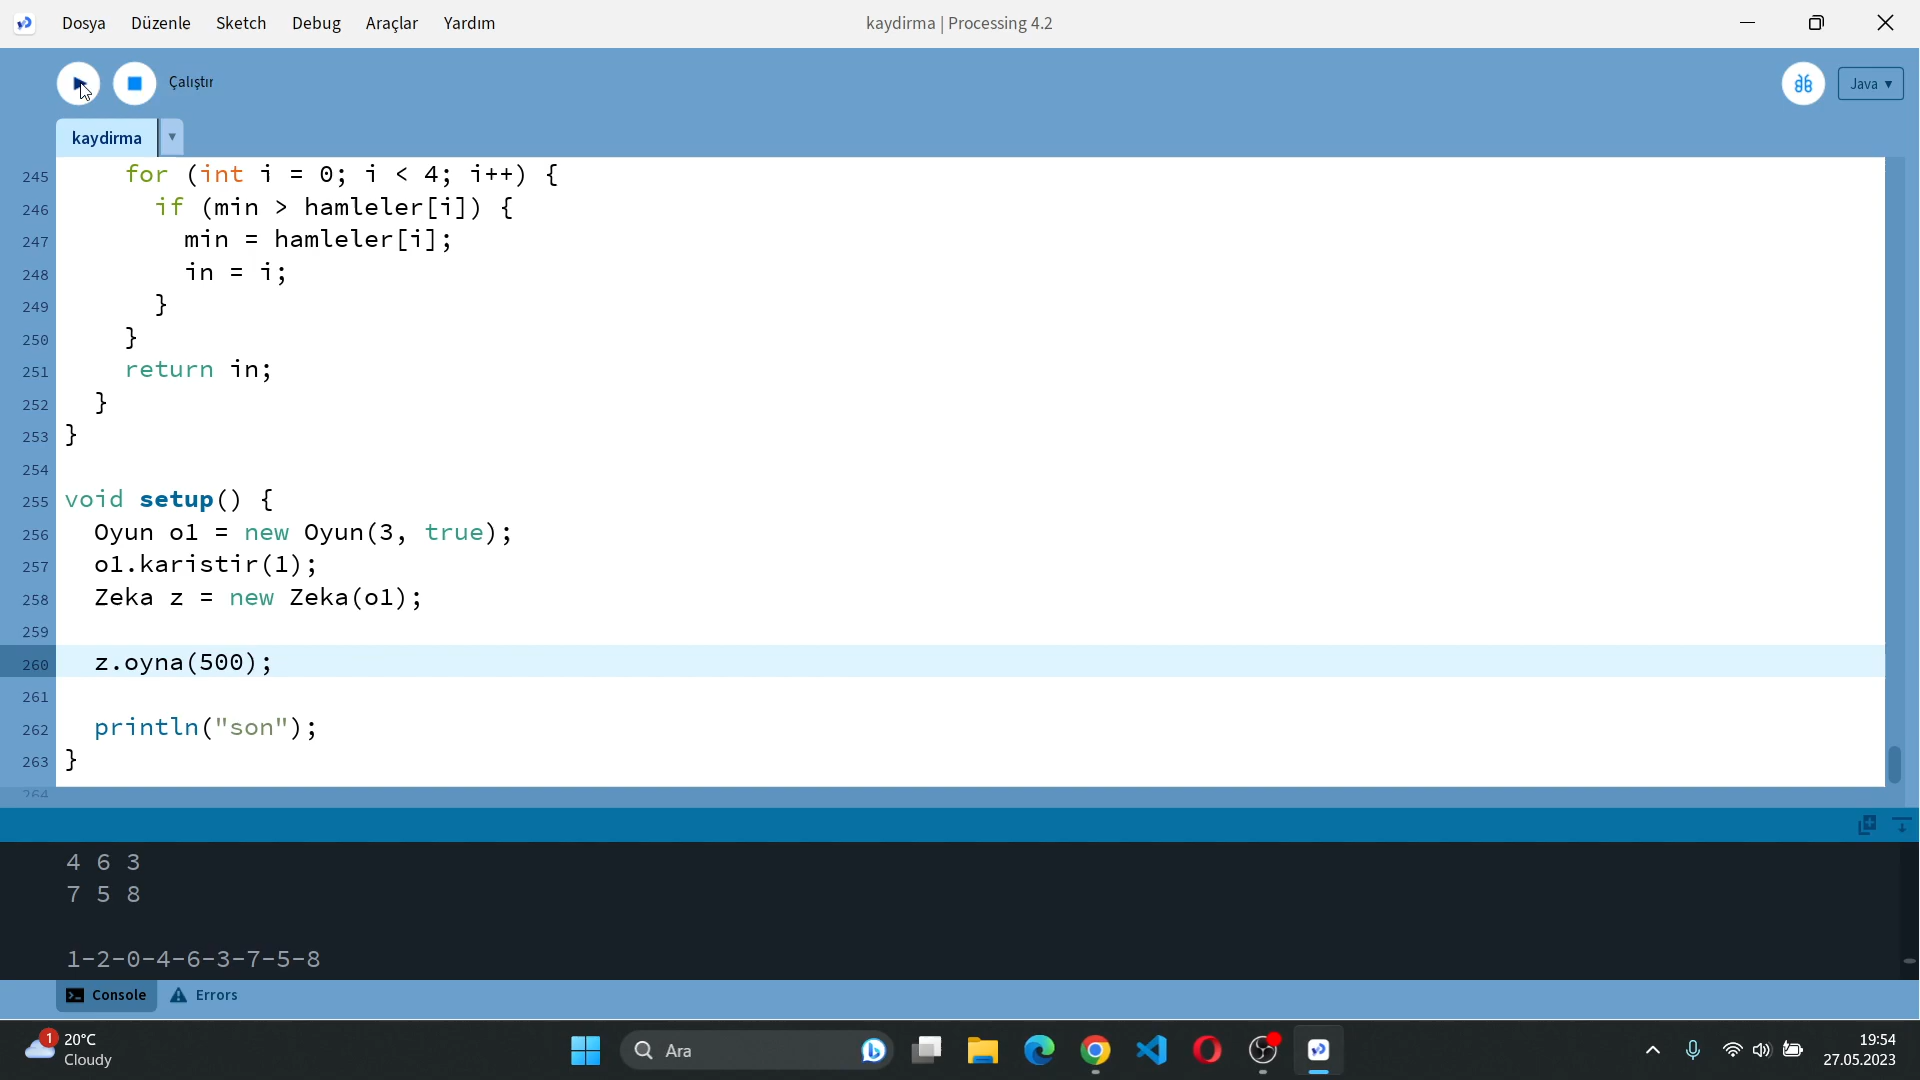 Dosya Düzenle Sketch Debug Araçlar Yardım kaydirma | Processing 4.2
Çalıştır Java ▾
kaydirma
245     for (int i = 0; i < 4; i++) {
246       if (min > hamleler[i]) {
247         min = hamleler[i];
248         in = i;
249       }
250     }
251     return in;
252   }
253 }
254
255 void setup() {
256   Oyun o1 = new Oyun(3, true);
257   o1.karistir(1);
258   Zeka z = new Zeka(o1);
259
260   z.oyna(500);
261
262   println("son");
263 }
264
4 6 3
7 5 8
1-2-0-4-6-3-7-5-8
Console Errors
1 20°C
Cloudy
Ara
19:54
27.05.2023